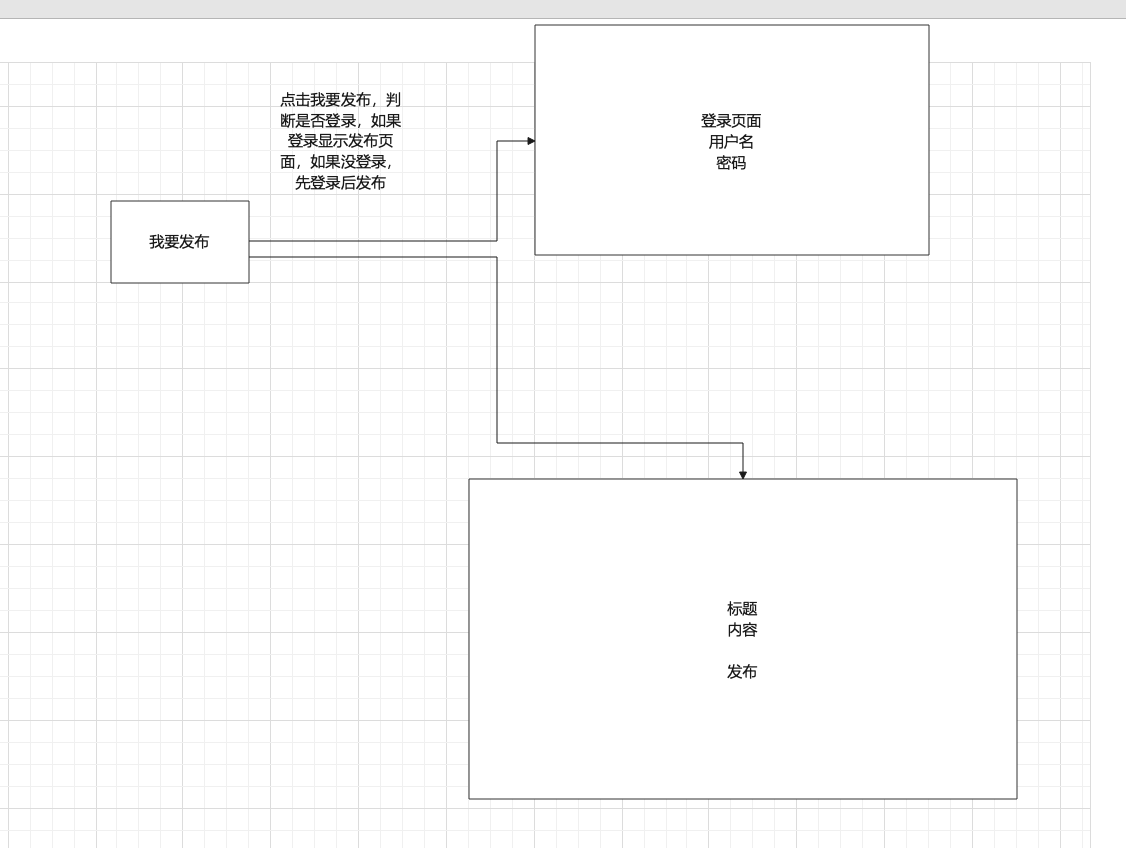 点击我要发布，判
断是否登录，如果
登录显示发布页
面，如果没登录，
先登录后发布
我要发布
登录页面
用户名
密码
标题
内容
发布